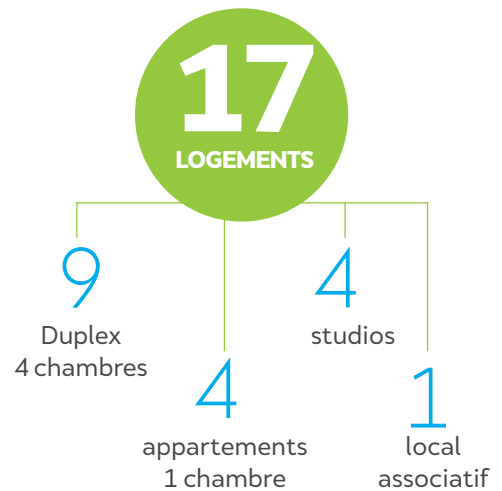 17
LOGEMENTS
9
Duplex
4 chambres
4
appartements
1 chambre
4
studios
1
local
associatif